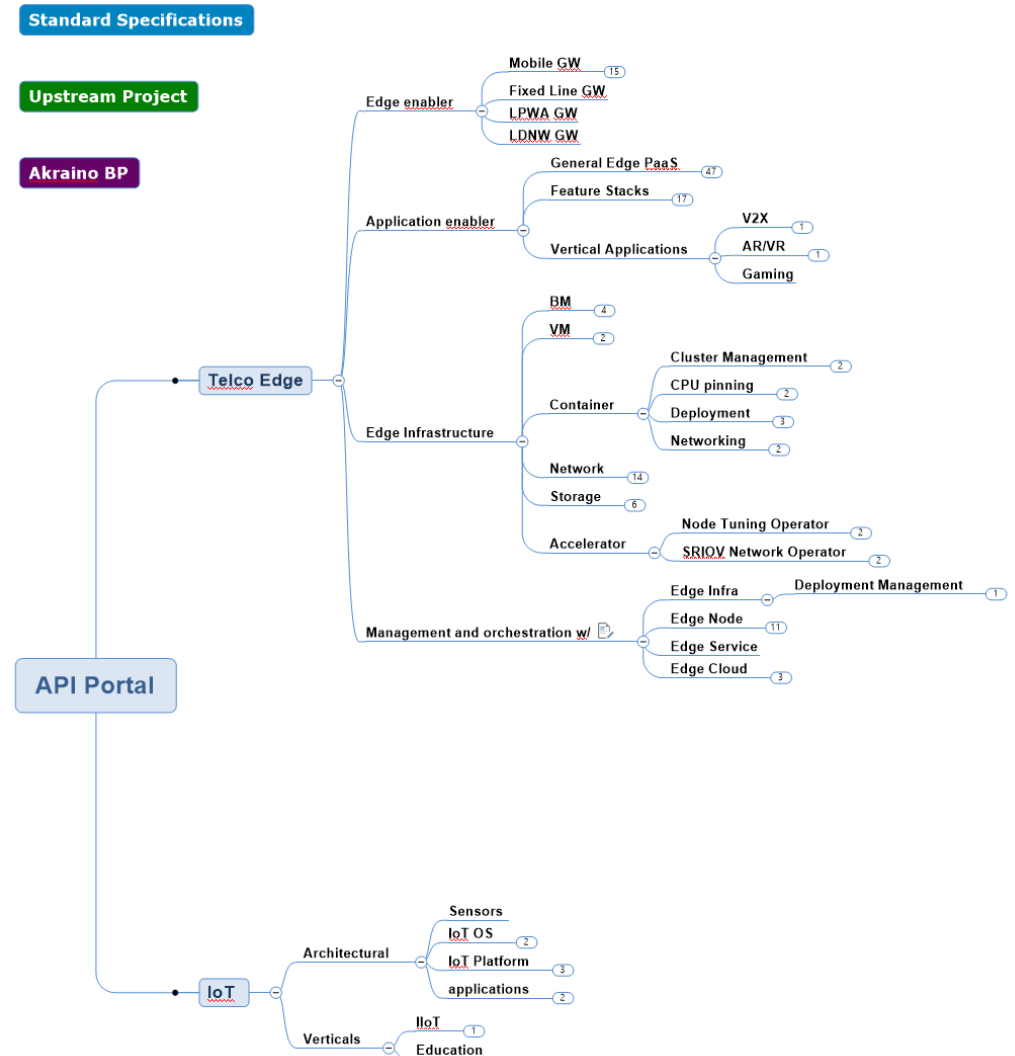 Standard Specifications
Upstream Project
Akraino BP
Mobile GW 15
Fixed Line GW
Edge enabler
LPWA GW
LDNW GW
General Edge PaaS 47
Feature Stacks 17
Application enabler
V2X 1
Vertical Applications
AR/VR 1
Gaming
BM 4
VM 2
Cluster Management 2
Telco Edge
CPU pinning 2
Container
Deployment 3
Edge Infrastructure
Networking 2
Network 14
Storage 6
Node Tuning Operator 2
Accelerator
SRIOV Network Operator 2
Edge Infra
Deployment Management 1
Edge Node 11
Management and orchestration w/
Edge Service
Edge Cloud 3
API Portal
Sensors
IoT OS 2
Architectural
IoT Platform 3
applications 2
IoT
IIoT 1
Verticals
Education